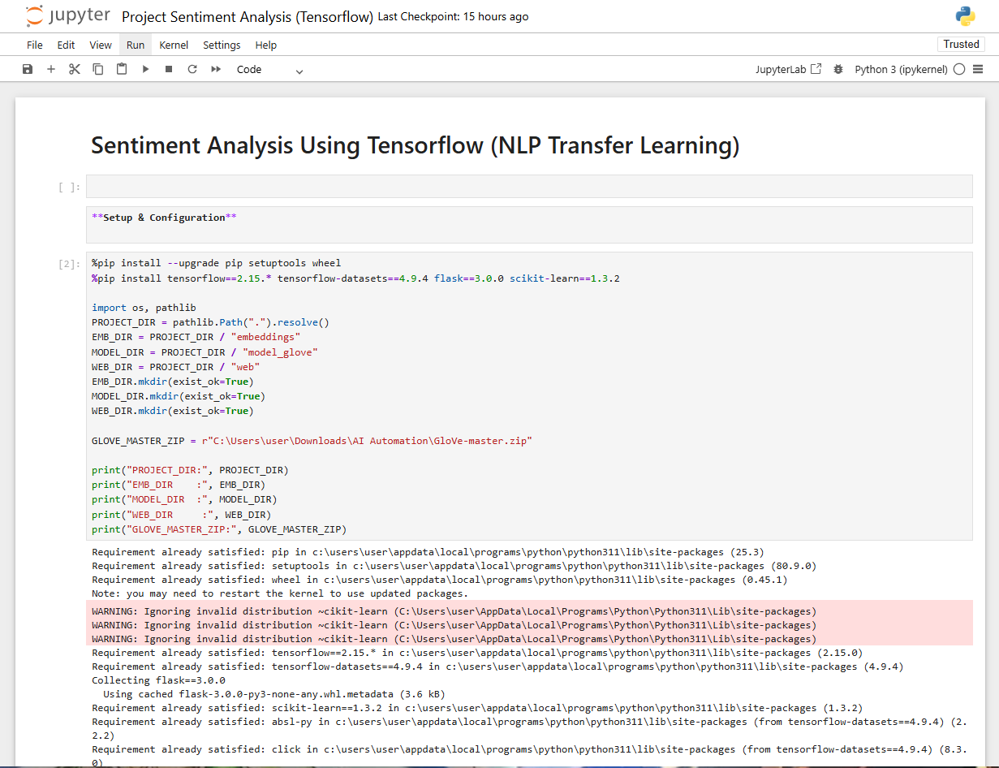 jupyter Project Sentiment Analysis (Tensorflow) Last Checkpoint: 15 hours ago
File Edit View Run Kernel Settings Help Trusted
Code JupyterLab Python 3 (ipykernel)
Sentiment Analysis Using Tensorflow (NLP Transfer Learning)
[ ]:
**Setup & Configuration**
[2]: %pip install --upgrade pip setuptools wheel
%pip install tensorflow==2.15.* tensorflow-datasets==4.9.4 flask==3.0.0 scikit-learn==1.3.2
import os, pathlib
PROJECT_DIR = pathlib.Path(".").resolve()
EMB_DIR = PROJECT_DIR / "embeddings"
MODEL_DIR = PROJECT_DIR / "model_glove"
WEB_DIR = PROJECT_DIR / "web"
EMB_DIR.mkdir(exist_ok=True)
MODEL_DIR.mkdir(exist_ok=True)
WEB_DIR.mkdir(exist_ok=True)
GLOVE_MASTER_ZIP = r"C:\Users\user\Downloads\AI Automation\GloVe-master.zip"
print("PROJECT_DIR:", PROJECT_DIR)
print("EMB_DIR    :", EMB_DIR)
print("MODEL_DIR  :", MODEL_DIR)
print("WEB_DIR     :", WEB_DIR)
print("GLOVE_MASTER_ZIP:", GLOVE_MASTER_ZIP)
Requirement already satisfied: pip in c:\users\user\appdata\local\programs\python\python311\lib\site-packages (25.3)
Requirement already satisfied: setuptools in c:\users\user\appdata\local\programs\python\python311\lib\site-packages (80.9.0)
Requirement already satisfied: wheel in c:\users\user\appdata\local\programs\python\python311\lib\site-packages (0.45.1)
Note: you may need to restart the kernel to use updated packages.
WARNING: Ignoring invalid distribution ~cikit-learn (C:\Users\user\AppData\Local\Programs\Python\Python311\Lib\site-packages)
WARNING: Ignoring invalid distribution ~cikit-learn (C:\Users\user\AppData\Local\Programs\Python\Python311\Lib\site-packages)
WARNING: Ignoring invalid distribution ~cikit-learn (C:\Users\user\AppData\Local\Programs\Python\Python311\Lib\site-packages)
Requirement already satisfied: tensorflow==2.15.* in c:\users\user\appdata\local\programs\python\python311\lib\site-packages (2.15.0)
Requirement already satisfied: tensorflow-datasets==4.9.4 in c:\users\user\appdata\local\programs\python\python311\lib\site-packages (4.9.4)
Collecting flask==3.0.0
  Using cached flask-3.0.0-py3-none-any.whl.metadata (3.6 kB)
Requirement already satisfied: scikit-learn==1.3.2 in c:\users\user\appdata\local\programs\python\python311\lib\site-packages (1.3.2)
Requirement already satisfied: absl-py in c:\users\user\appdata\local\programs\python\python311\lib\site-packages (from tensorflow-datasets==4.9.4) (2.
2.2)
Requirement already satisfied: click in c:\users\user\appdata\local\programs\python\python311\lib\site-packages (from tensorflow-datasets==4.9.4) (8.3.
0)